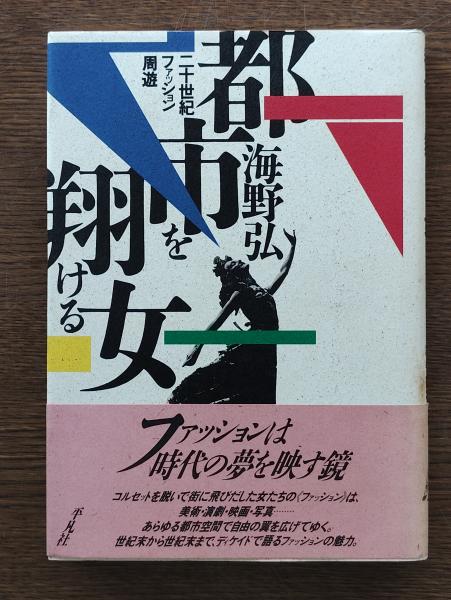 都市を
翔ける
女
二十世紀
ファッション
周遊
海野弘
ファッションは
時代の夢を映す鏡
コルセットを脱いで街に飛びだした女たちの〈ファッション〉は、
美術・演劇・映画・写真………
あらゆる都市空間で自由の翼を広げてゆく。
世紀末から世紀末まで、ディケイドで語るファッションの魅力。
平凡社